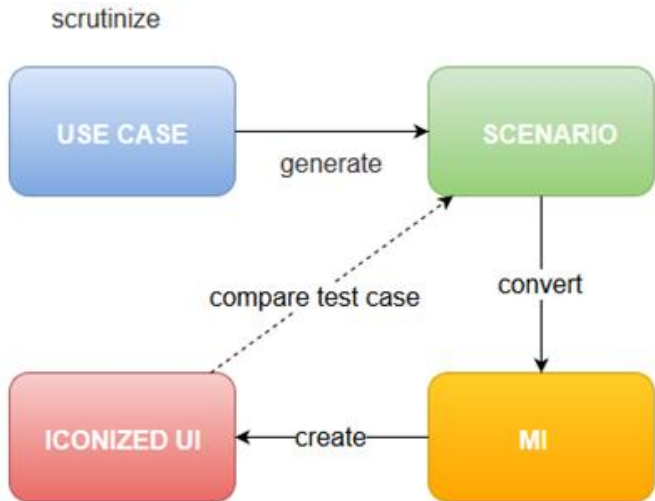 scrutinize
USE CASE
SCENARIO
generate
compare test case
convert
ICONIZED UI
create
MI